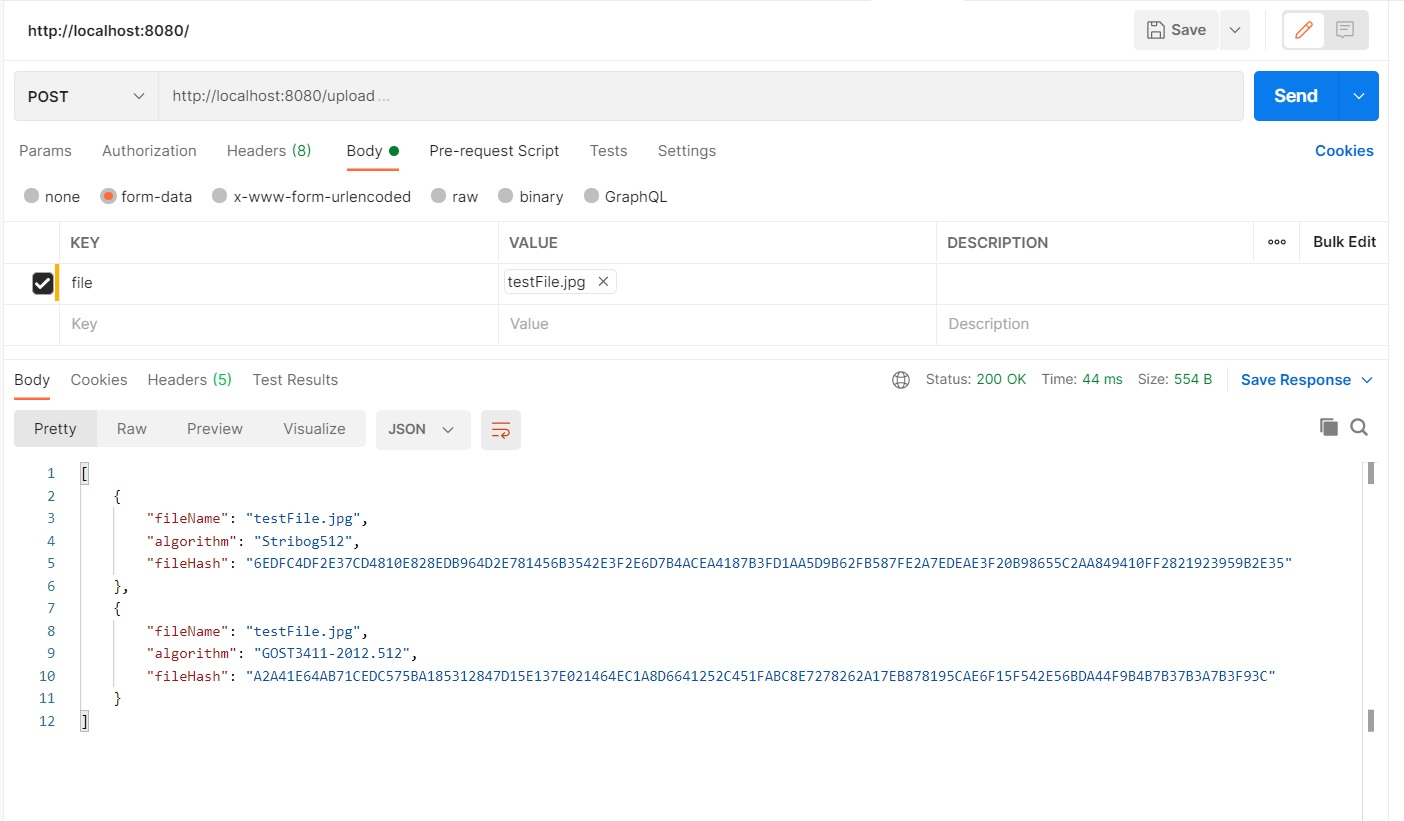 http://localhost:8080/
Save
POST http://localhost:8080/upload ... Send
Params Authorization Headers (8) Body Pre-request Script Tests Settings Cookies
none form-data x-www-form-urlencoded raw binary GraphQL
KEY VALUE DESCRIPTION ooo Bulk Edit
file testFile.jpg ×
Key Value Description
Body Cookies Headers (5) Test Results Status: 200 OK Time: 44 ms Size: 554 B Save Response
Pretty Raw Preview Visualize JSON
1 [
2 {
3 "fileName": "testFile.jpg",
4 "algorithm": "Stribog512",
5 "fileHash": "6EDFC4DF2E37CD4810E828EDB964D2E781456B3542E3F2E6D7B4ACEA4187B3FD1AA5D9B62FB587FE2A7EDEAE3F20B98655C2AA849410FF2821923959B2E35"
6 },
7 {
8 "fileName": "testFile.jpg",
9 "algorithm": "GOST3411-2012.512",
10 "fileHash": "A2A41E64AB71CEDC575BA185312847D15E137E021464EC1A8D6641252C451FABC8E7278262A17EB878195CAE6F15F542E56BDA44F9B4B7B37B3A7B3F93C"
11 }
12 ]